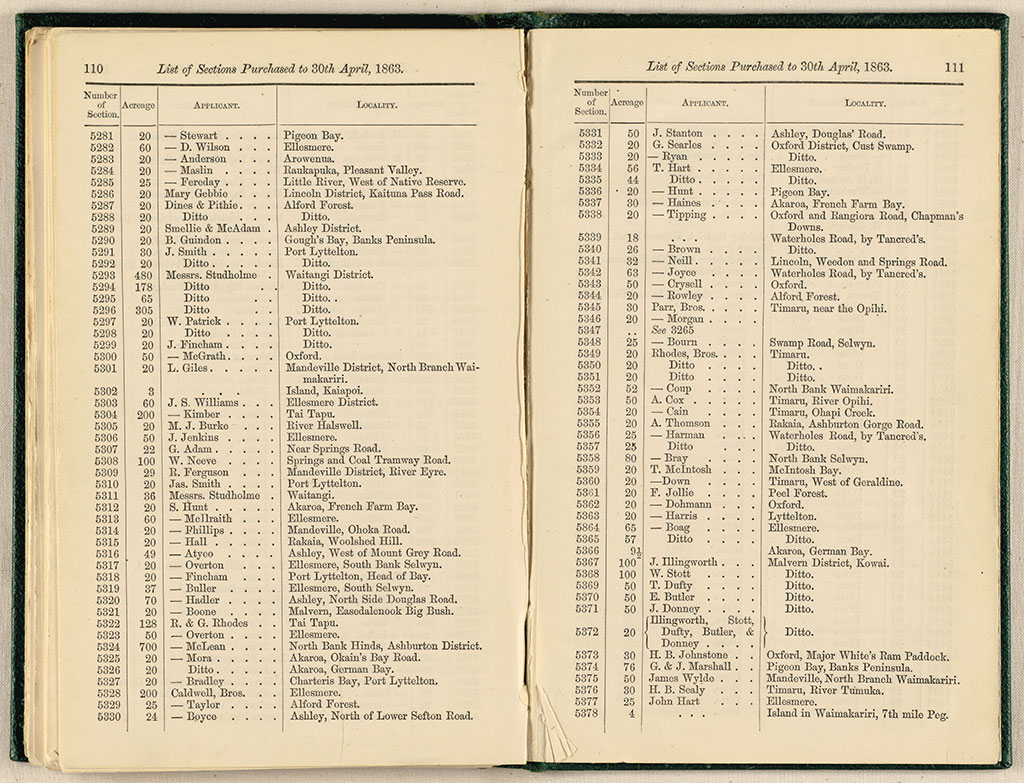 110 List of Sections Purchased to 30th April, 1863.
Number of Section. Acreage Applicant. Locality.
5281 20 — Stewart . . . . Pigeon Bay.
5282 60 — D. Wilson . . . . Ellesmere.
5283 20 — Anderson . . . . Arowenua.
5284 20 — Maslin . . . . Raukapuka, Pleasant Valley.
5285 25 — Fereday . . . . Little River, West of Native Reserve.
5286 20 Mary Gebbie . . . Lincoln District, Kaituna Pass Road.
5287 20 Dines & Pithie . . . Alford Forest.
5288 20 Ditto . . . Ditto.
5289 20 Smellie & McAdam . Ashley District.
5290 20 B. Guindon . . . . Gough's Bay, Banks Peninsula.
5291 30 J. Smith . . . . . Port Lyttelton.
5292 20 Ditto . . . . . Ditto.
5293 480 Messrs. Studholme . Waitangi District.
5294 178 Ditto . . Ditto.
5295 65 Ditto . . Ditto. .
5296 305 Ditto . . Ditto.
5297 20 W. Patrick . . . . Port Lyttelton.
5298 20 Ditto . . . . Ditto.
5299 20 J. Fincham . . . . Ditto.
5300 50 — McGrath . . . . Oxford.
5301 20 L. Giles . . . . . Mandeville District, North Branch Wai-
makariri.
5302 3 . . Island, Kaiapoi.
5303 60 J. S. Williams . . . Ellesmere District.
5304 200 — Kimber . . . . Tai Tapu.
5305 20 M. J. Burke . . . River Halswell.
5306 50 J. Jenkins . . . . Ellesmere.
5307 22 G. Adam . . . . . Near Springs Road.
5308 100 W. Neeve . . . . Springs and Coal Tramway Road.
5309 29 R. Ferguson . . . Mandeville District, River Eyre.
5310 20 Jas. Smith . . . . Port Lyttelton.
5311 36 Messrs. Studholme . Waitangi.
5312 20 S. Hunt . . . . . Akaroa, French Farm Bay.
5313 60 — McIlraith . . . . Ellesmere.
5314 20 — Phillips . . . . Mandeville, Ohoka Road.
5315 20 — Hall . . . . . Rakaia, Woolshed Hill.
5316 49 — Atyeo . . . . . Ashley, West of Mount Grey Road.
5317 20 — Overton . . . . Ellesmere, South Bank Selwyn.
5318 20 — Fincham . . . . Port Lyttelton, Head of Bay.
5319 37 — Buller . . . . Ellesmere, South Selwyn.
5320 70 — Hadler . . . . Ashley, North Side Douglas Road.
5321 20 — Boone . . . . Malvern, Easedalenook Big Bush.
5322 128 R. & G. Rhodes . . Tai Tapu.
5323 50 — Overton . . . . Ellesmere.
5324 700 — McLean . . . . North Bank Hinds, Ashburton District.
5325 20 — Mora . . . . . Akaroa, Okain's Bay Road.
5326 20 Ditto . . . . Akaroa, German Bay.
5327 20 — Bradley . . . . Charteris Bay, Port Lyttelton.
5328 200 Caldwell, Bros. . . . Ellesmere.
5329 25 — Taylor . . . . Alford Forest.
5330 24 — Boyce . . . . Ashley, North of Lower Sefton Road.
List of Sections Purchased to 30th April, 1863. 111
Number of Section. Acreage Applicant. Locality.
5331 50 J. Stanton . . . . Ashley, Douglas' Road.
5332 20 G. Searles . . . . Oxford District, Cust Swamp.
5333 20 — Ryan . . . . . Ditto.
5334 56 T. Hart . . . . . Ellesmere.
5335 44 Ditto . . . . . Ditto.
5336 20 — Hunt . . . . . Pigeon Bay.
5337 30 — Haines . . . . Akaroa, French Farm Bay.
5338 20 — Tipping . . . . Oxford and Rangiora Road, Chapman's
Downs.
5339 18 . . . Waterholes Road, by Tancred's.
5340 26 — Brown . . . . Ditto.
5341 32 — Neill . . . . . Lincoln, Weedon and Springs Road.
5342 63 — Joyce . . . . Waterholes Road, by Tancred's.
5343 50 — Crysell . . . . Oxford.
5344 20 — Rowley . . . . Alford Forest.
5345 30 Parr, Bros. . . . . Timaru, near the Opihi.
5346 20 — Morgan . . . .
5347 . . See 3265
5348 25 — Bourn . . . . Swamp Road, Selwyn.
5349 20 Rhodes, Bros. . . . Timaru.
5350 20 Ditto . . . . Ditto. .
5351 20 Ditto . . . . Ditto.
5352 52 — Coup . . . . North Bank Waimakariri.
5353 50 A. Cox . . . . . Timaru, River Opihi.
5354 20 — Cain . . . . . Timaru, Ohapi Creek.
5355 20 A. Thomson . . . Rakaia, Ashburton Gorge Road.
5356 25 — Harman . . . . Waterholes Road, by Tancred's.
5357 25 Ditto . . . . Ditto.
5358 80 — Bray . . . . . North Bank Selwyn.
5359 20 T. McIntosh . . . McIntosh Bay.
5360 20 —Down . . . . Timaru, West of Geraldine.
5361 20 F. Jollie . . . . Peel Forest.
5362 20 — Dohmann . . . Oxford.
5363 20 — Harris . . . . Lyttelton.
5864 65 — Boag . . . . Ellesmere.
5365 57 Ditto . . . . Ditto.
5366 9½ Akaroa, German Bay.
5367 100 J. Illingworth . . . Malvern District, Kowai.
5368 100 W. Stott . . . . Ditto.
5369 50 T. Dufty . . . . Ditto.
5370 50 E. Butler . . . . Ditto.
5371 50 J. Donney . . . . Ditto.
Illingworth, Stott,
5372 20 Dufty, Butler, & Ditto.
Donney . . . .
5373 30 H. B. Johnstone . . Oxford, Major White's Ram Paddock.
5374 76 G. & J. Marshall . . Pigeon Bay, Banks Peninsula.
5375 50 James Wylde . . . Mandeville, North Branch Waimakariri.
5376 30 H. B. Sealy . . . Timaru, River Tumuka.
5377 25 John Hart . . . Ellesmere.
5378 4 . . . Island in Waimakariri, 7th mile Peg.